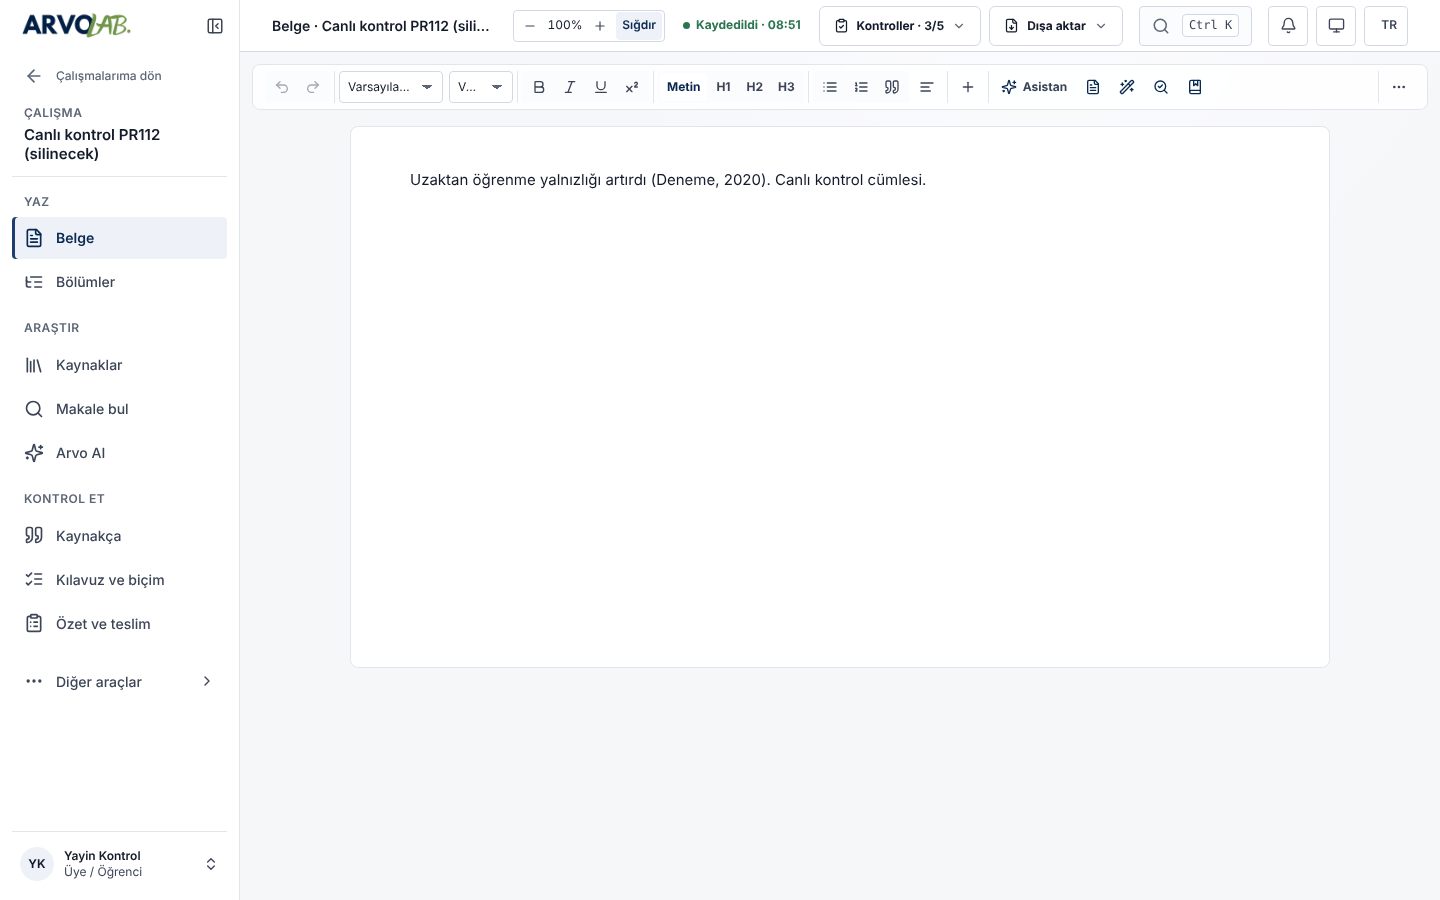 ARVOLAB.
Çalışmalarıma dön
ÇALIŞMA
Canlı kontrol PR112
(silinecek)
YAZ
Belge
Bölümler
ARAŞTIR
Kaynaklar
Makale bul
Arvo AI
KONTROL ET
Kaynakça
Kılavuz ve biçim
Özet ve teslim
Diğer araçlar
YK
Yayin Kontrol
Üye / Öğrenci
Belge · Canlı kontrol PR112 (sili...
100%
Sığdır
Kaydedildi · 08:51
Kontroller · 3/5
Dışa aktar
Ctrl K
TR
Varsayıla...
V...
B I U x²
Metin H1 H2 H3
Asistan
Uzaktan öğrenme yalnızlığı artırdı (Deneme, 2020). Canlı kontrol cümlesi.